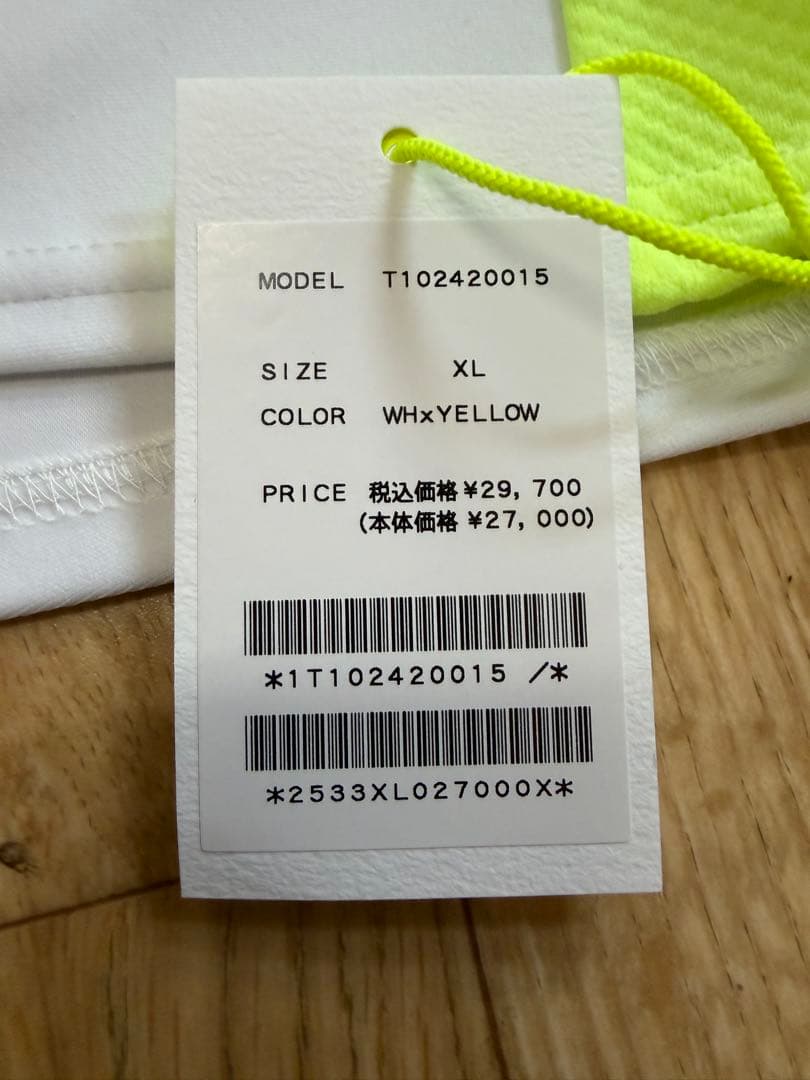 MODEL T102420015
SIZE XL
COLOR WHxYELLOW
PRICE 税込価格¥29,700
(本体価格 ¥27,000)
*1T102420015 /*
*2533XL027000X*